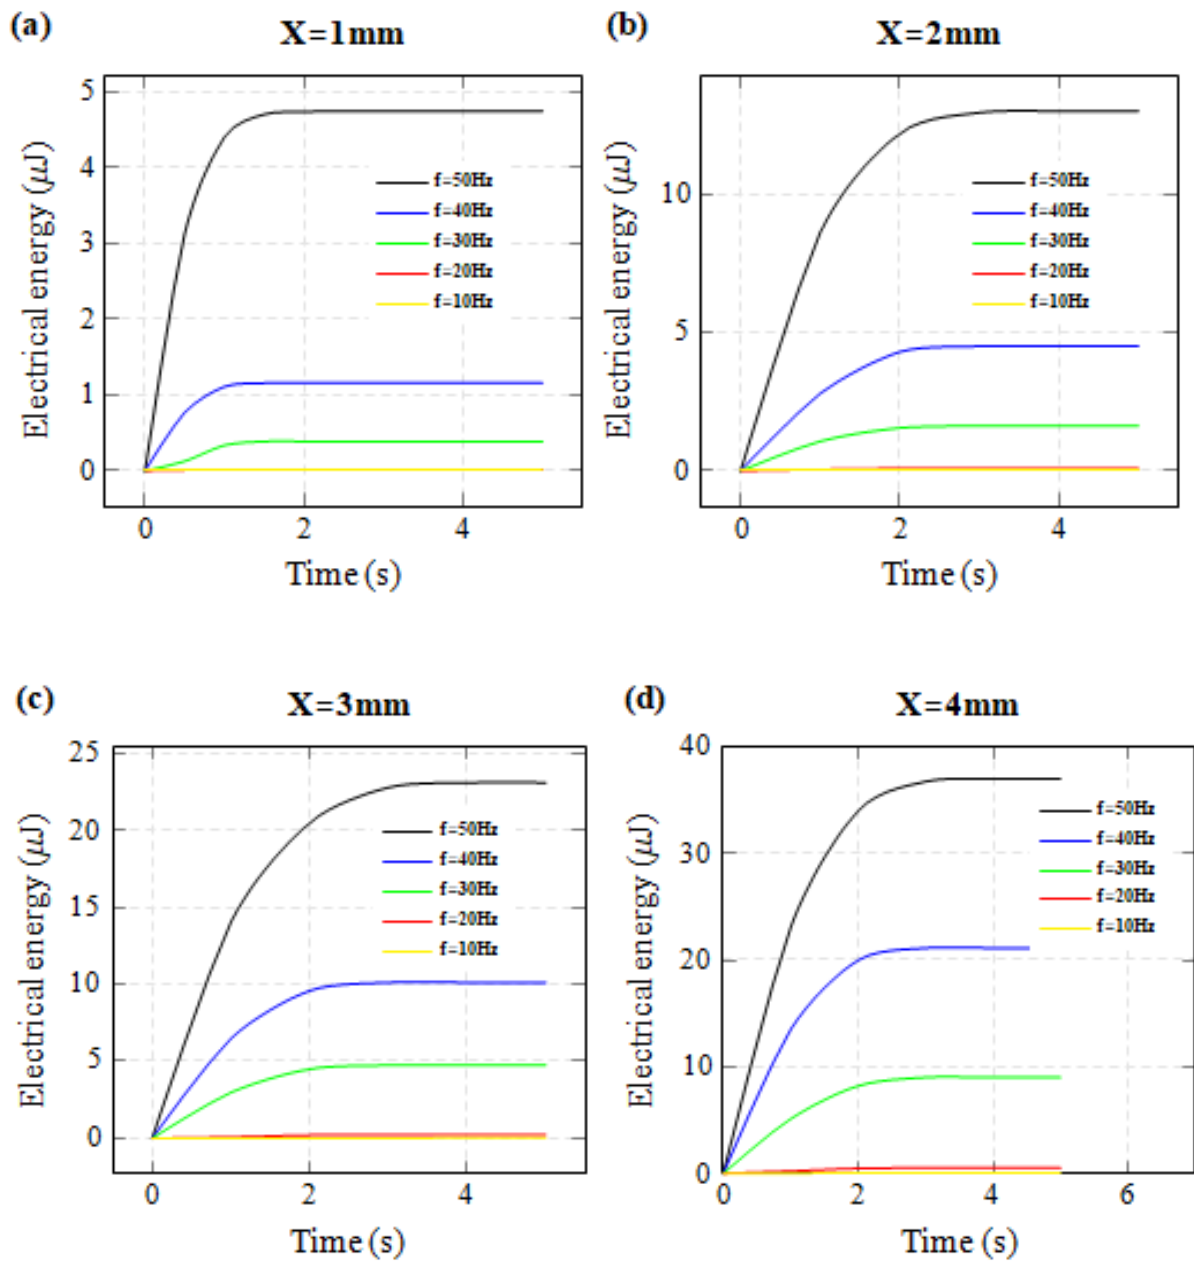 (a)
X=1mm
Electrical energy (μJ)
5
4
3
2
1
0
f=50Hz
f=40Hz
f=30Hz
f=20Hz
f=10Hz
0 2 4
Time (s)
(b)
X=2mm
Electrical energy (μJ)
10
5
0
f=50Hz
f=40Hz
f=30Hz
f=20Hz
f=10Hz
0 2 4
Time (s)
(c)
X=3mm
Electrical energy (μJ)
25
20
15
10
5
0
f=50Hz
f=40Hz
f=30Hz
f=20Hz
f=10Hz
0 2 4
Time (s)
(d)
X=4mm
Electrical energy (μJ)
40
30
20
10
0
f=50Hz
f=40Hz
f=30Hz
f=20Hz
f=10Hz
0 2 4 6
Time (s)